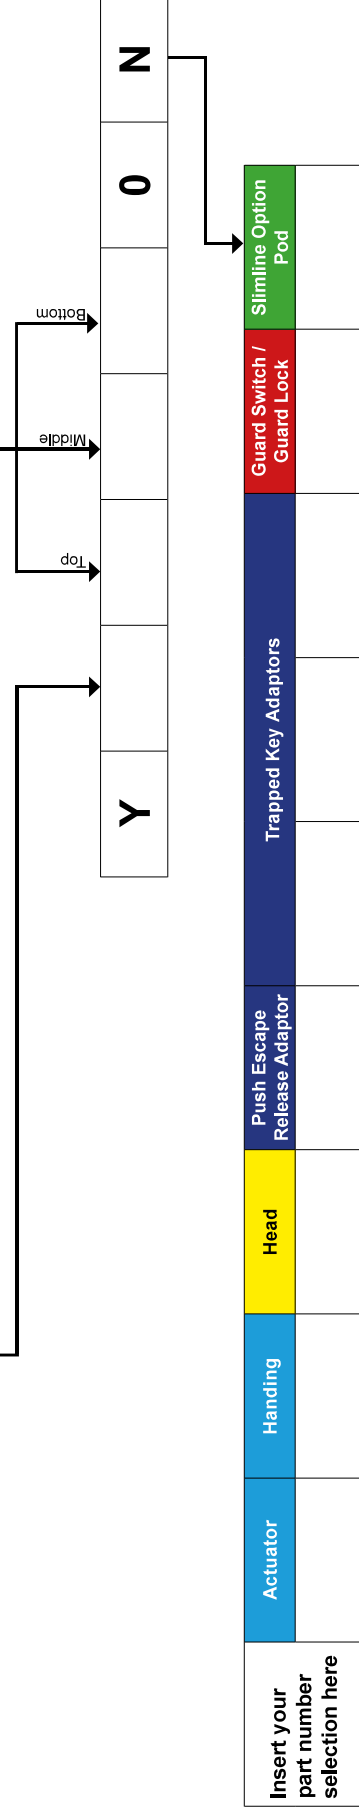 Y
0
N
Top
Middle
Bottom
Insert your
part number
selection here
Actuator
Handing
Head
Push Escape
Release Adaptor
Trapped Key Adaptors
Guard Switch /
Guard Lock
Slimline Option
Pod